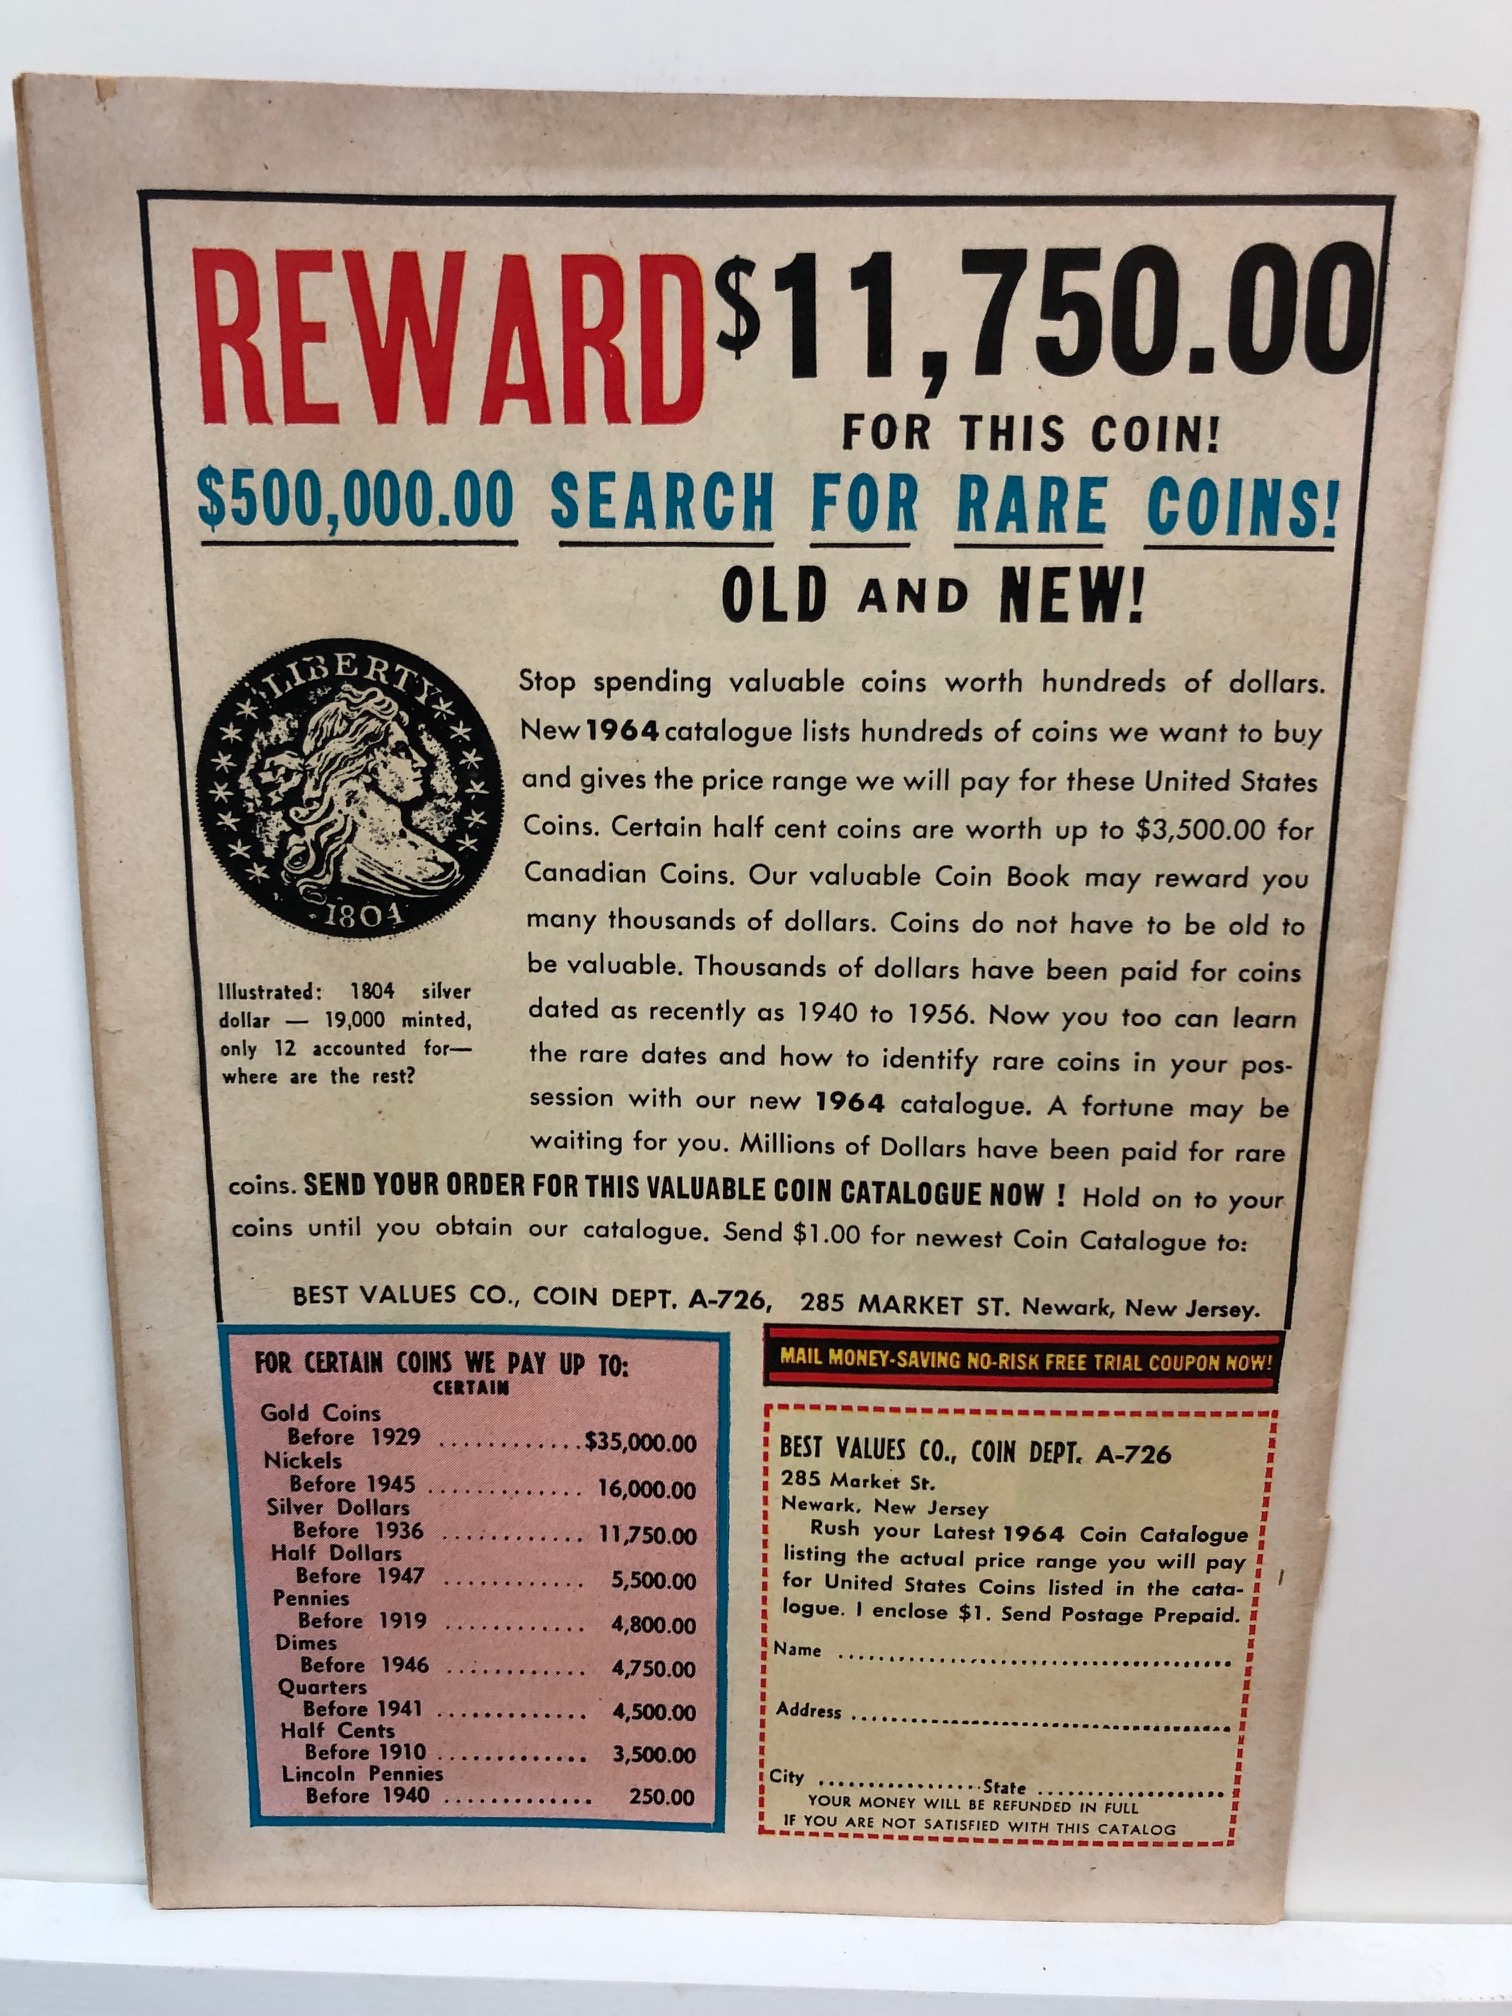 REWARD $11,750.00
FOR THIS COIN!
$500,000.00 SEARCH FOR RARE COINS!
OLD AND NEW!
LIBERTY
1804
Illustrated: 1804 silver
dollar — 19,000 minted,
only 12 accounted for—
where are the rest?
Stop spending valuable coins worth hundreds of dollars.
New 1964 catalogue lists hundreds of coins we want to buy
and gives the price range we will pay for these United States
Coins. Certain half cent coins are worth up to $3,500.00 for
Canadian Coins. Our valuable Coin Book may reward you
many thousands of dollars. Coins do not have to be old to
be valuable. Thousands of dollars have been paid for coins
dated as recently as 1940 to 1956. Now you too can learn
the rare dates and how to identify rare coins in your pos-
session with our new 1964 catalogue. A fortune may be
waiting for you. Millions of Dollars have been paid for rare
coins. SEND YOUR ORDER FOR THIS VALUABLE COIN CATALOGUE NOW ! Hold on to your
coins until you obtain our catalogue. Send $1.00 for newest Coin Catalogue to:
BEST VALUES CO., COIN DEPT. A-726, 285 MARKET ST. Newark, New Jersey.
FOR CERTAIN COINS WE PAY UP TO:
CERTAIN
Gold Coins
Before 1929 ............$35,000.00
Nickels
Before 1945 ............. 16,000.00
Silver Dollars
Before 1936 ............ 11,750.00
Half Dollars
Before 1947 ............ 5,500.00
Pennies
Before 1919 ............ 4,800.00
Dimes
Before 1946 ............ 4,750.00
Quarters
Before 1941 ............. 4,500.00
Half Cents
Before 1910 ............. 3,500.00
Lincoln Pennies
Before 1940 ............. 250.00
MAIL MONEY-SAVING NO-RISK FREE TRIAL COUPON NOW!
BEST VALUES CO., COIN DEPT. A-726
285 Market St.
Newark, New Jersey
Rush your Latest 1964 Coin Catalogue
listing the actual price range you will pay
for United States Coins listed in the cata-
logue. I enclose $1. Send Postage Prepaid.
Name ........................................
Address ......................................
City .................State ....................
YOUR MONEY WILL BE REFUNDED IN FULL
IF YOU ARE NOT SATISFIED WITH THIS CATALOG